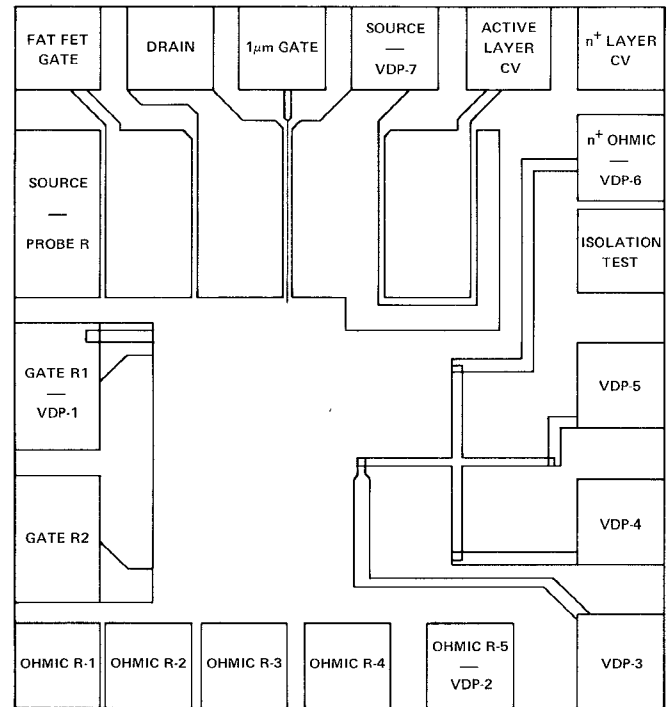 FAT FET
GATE
DRAIN
1μm GATE
SOURCE
—
VDP-7
ACTIVE
LAYER
CV
n⁺ LAYER
CV
SOURCE
—
PROBE R
n⁺ OHMIC
—
VDP-6
ISOLATION
TEST
GATE R1
—
VDP-1
VDP-5
GATE R2
VDP-4
OHMIC R-1
OHMIC R-2
OHMIC R-3
OHMIC R-4
OHMIC R-5
—
VDP-2
VDP-3